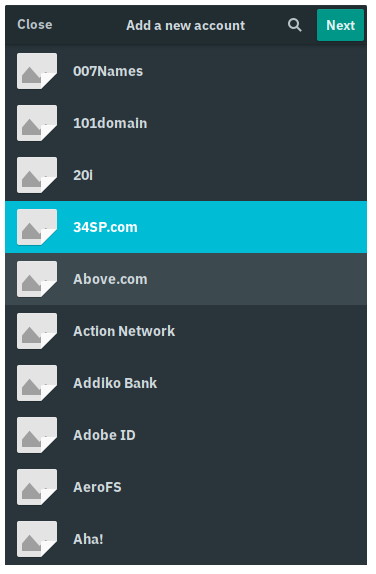 Close Add a new account Next
007Names
101domain
20i
34SP.com
Above.com
Action Network
Addiko Bank
Adobe ID
AeroFS
Aha!